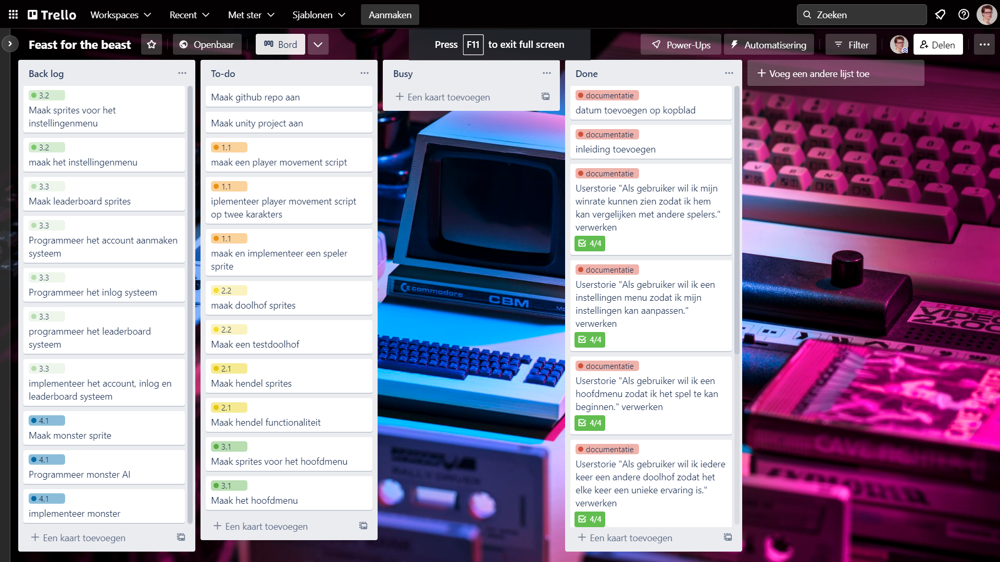 Trello
Workspaces
Recent
Met ster
Sjablonen
Aanmaken
Zoeken
Feast for the beast
Openbaar
Bord
Press F11 to exit full screen
Power-Ups
Automatisering
Filter
Delen
Back log
3.2
Maak sprites voor het
instellingenmenu
3.2
maak het instellingenmenu
3.3
Maak leaderboard sprites
3.3
Programmeer het account aanmaken
systeem
3.3
Programmeer het inlog systeem
3.3
programmeer het leaderboard
systeem
3.3
implementeer het account, inlog en
leaderboard systeem
4.1
Maak monster sprite
4.1
Programmeer monster AI
4.1
implementeer monster
Een kaart toevoegen
To-do
Maak github repo aan
Maak unity project aan
1.1
maak een player movement script
1.1
iplementeer player movement script
op twee karakters
1.1
maak en implementeer een speler
sprite
2.2
maak doolhof sprites
2.2
Maak een testdoolhof
2.1
Maak hendel sprites
2.1
Maak hendel functionaliteit
3.1
Maak sprites voor het hoofdmenu
3.1
Maak het hoofdmenu
Een kaart toevoegen
Busy
Een kaart toevoegen
Done
documentatie
datum toevoegen op kopblad
documentatie
inleiding toevoegen
documentatie
Userstorie "Als gebruiker wil ik mijn
winrate kunnen zien zodat ik hem
kan vergelijken met andere spelers."
verwerken
4/4
documentatie
Userstorie "Als gebruiker wil ik een
instellingen menu zodat ik mijn
instellingen kan aanpassen."
verwerken
4/4
documentatie
Userstorie "Als gebruiker wil ik een
hoofdmenu zodat ik het spel te kan
beginnen." verwerken
4/4
documentatie
Userstorie "Als gebruiker wil ik iedere
keer een andere doolhof zodat het
elke keer een unieke ervaring is."
verwerken
4/4
Een kaart toevoegen
Voeg een andere lijst toe
commodore
CBM